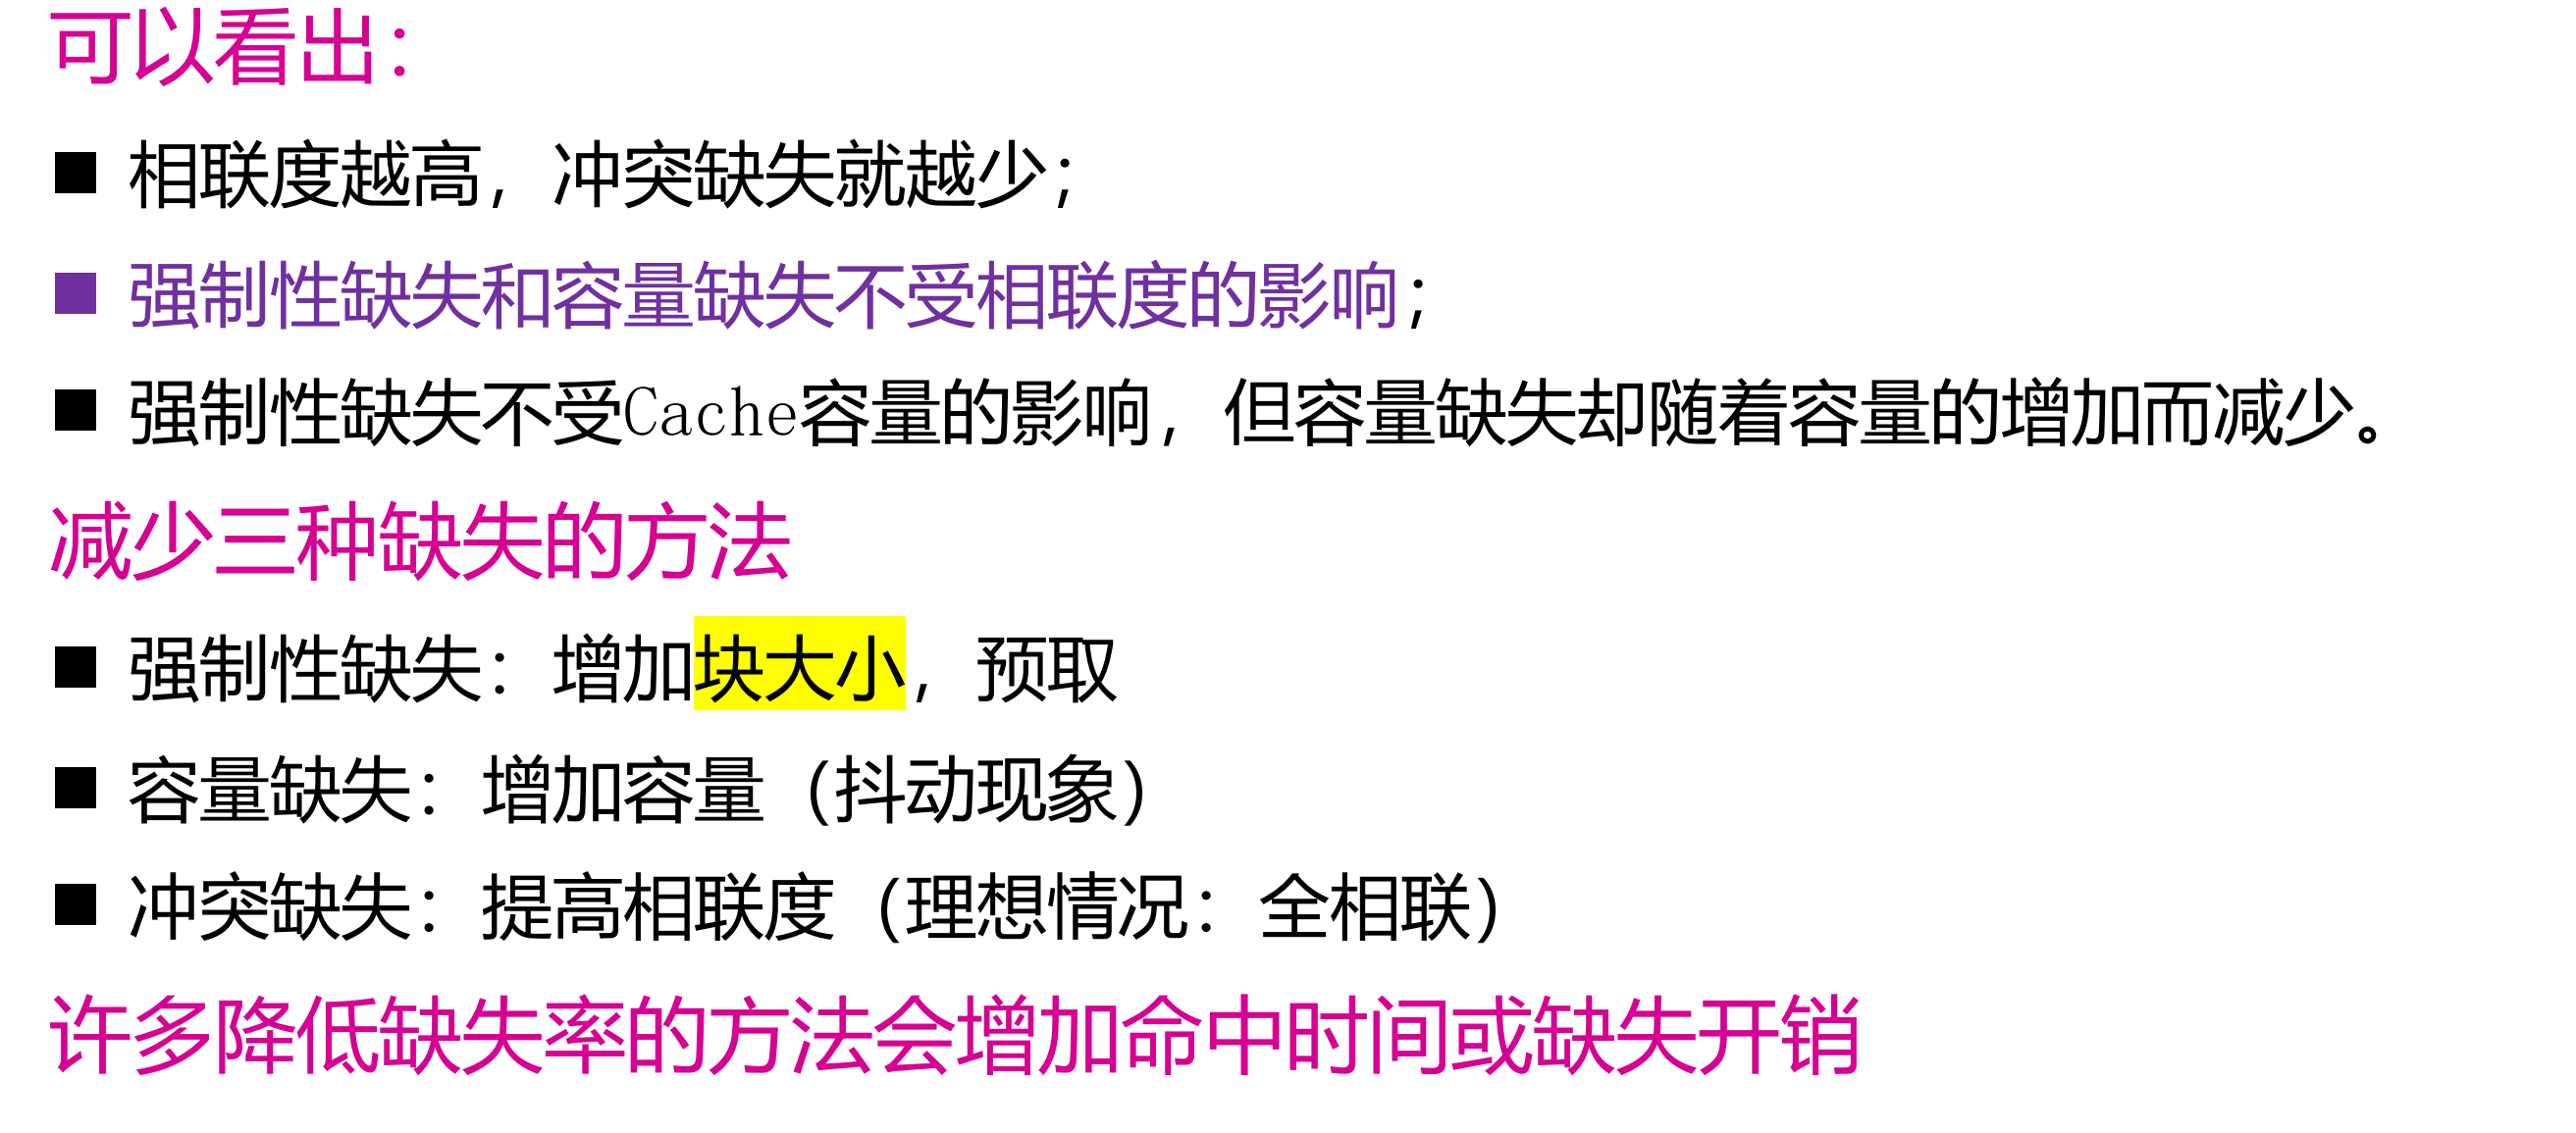 可以看出：
■ 相联度越高，冲突缺失就越少；
■ 强制性缺失和容量缺失不受相联度的影响；
■ 强制性缺失不受Cache容量的影响，但容量缺失却随着容量的增加而减少。
减少三种缺失的方法
■ 强制性缺失：增加块大小，预取
■ 容量缺失：增加容量（抖动现象）
■ 冲突缺失：提高相联度（理想情况：全相联）
许多降低缺失率的方法会增加命中时间或缺失开销